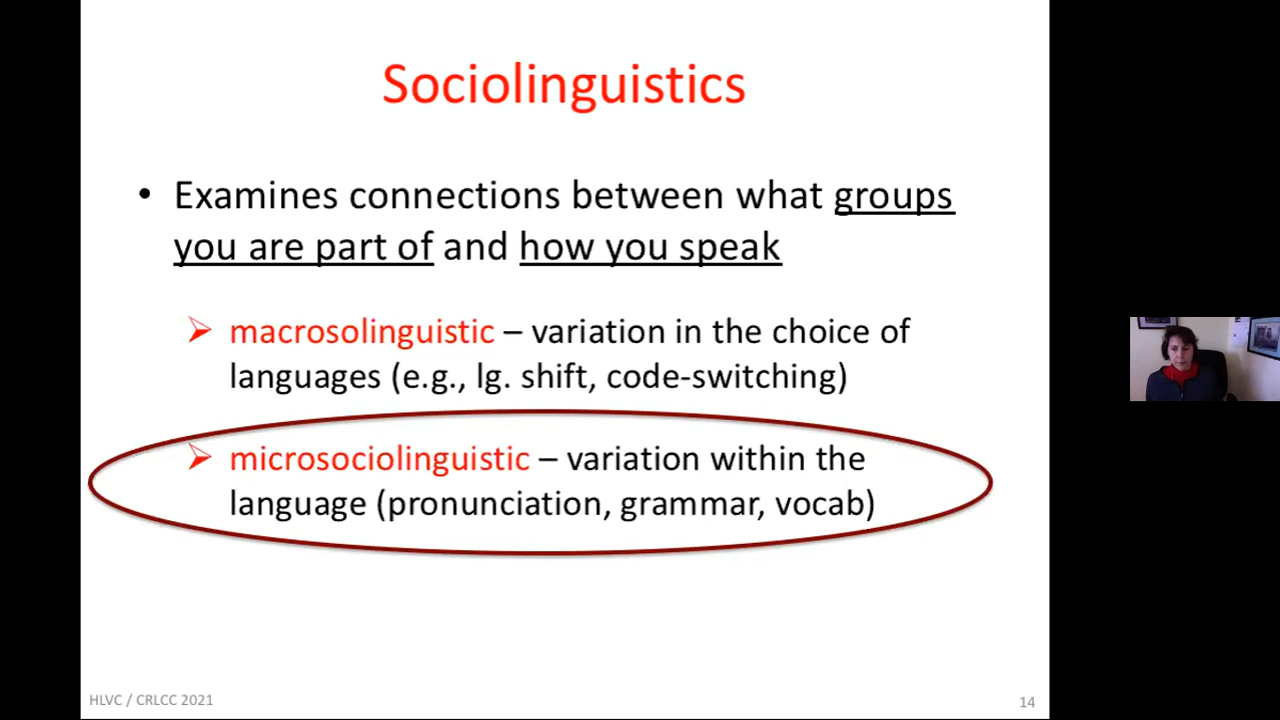 Sociolinguistics
• Examines connections between what groups
you are part of and how you speak
➢ macrosolinguistic – variation in the choice of
languages (e.g., lg. shift, code-switching)
➢ microsociolinguistic – variation within the
language (pronunciation, grammar, vocab)
HLVC / CRLCC 2021
14